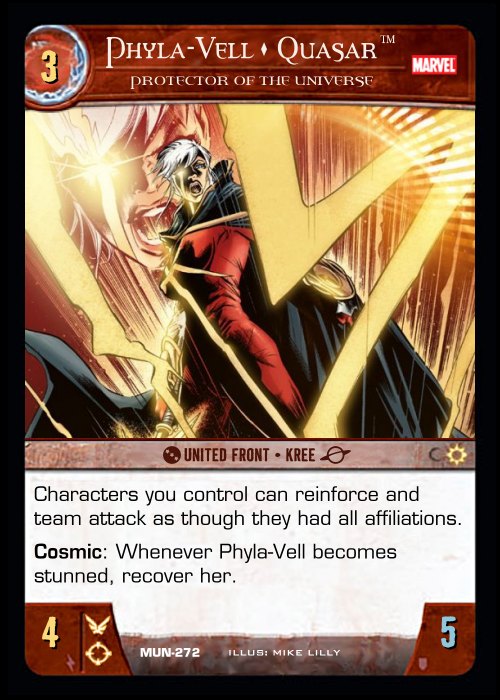 3
PHYLA-VELL ♦ QUASAR™
MARVEL
PROTECTOR OF THE UNIVERSE
UNITED FRONT • KREE
C
Characters you control can reinforce and
team attack as though they had all affiliations.
Cosmic: Whenever Phyla-Vell becomes
stunned, recover her.
4
MUN-272 ILLUS: MIKE LILLY
5